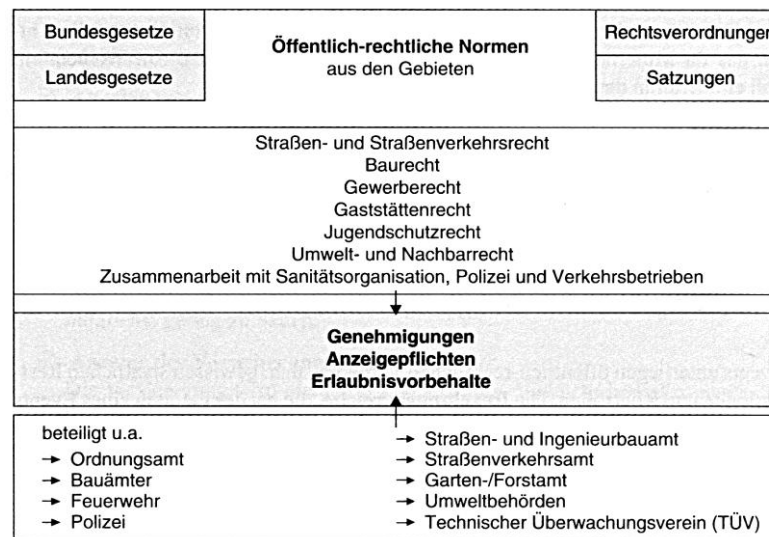 Bundesgesetze
Landesgesetze
Öffentlich-rechtliche Normen
aus den Gebieten
Rechtsverordnungen
Satzungen
Straßen- und Straßenverkehrsrecht
Baurecht
Gewerberecht
Gaststättenrecht
Jugendschutzrecht
Umwelt- und Nachbarrecht
Zusammenarbeit mit Sanitätsorganisation, Polizei und Verkehrsbetrieben
Genehmigungen
Anzeigepflichten
Erlaubnisvorbehalte
beteiligt u.a.
→ Ordnungsamt
→ Bauämter
→ Feuerwehr
→ Polizei
→ Straßen- und Ingenieurbauamt
→ Straßenverkehrsamt
→ Garten-/Forstamt
→ Umweltbehörden
→ Technischer Überwachungsverein (TÜV)